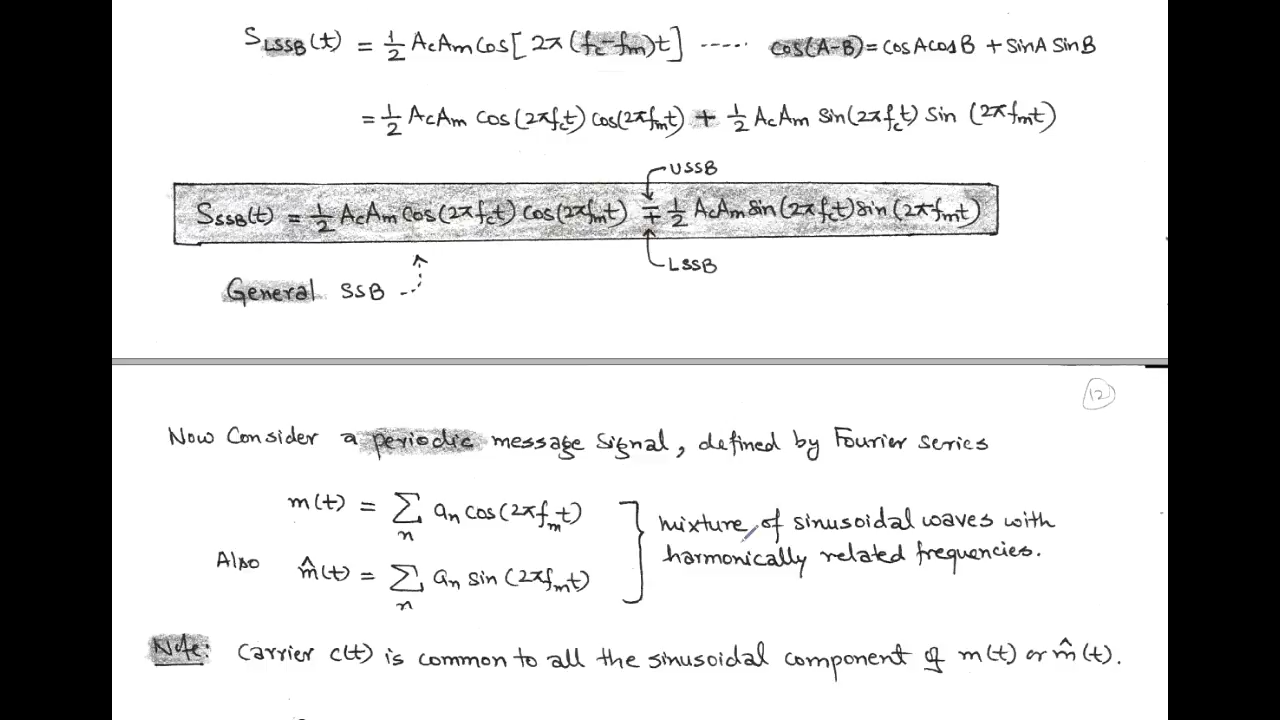 S_LSSB(t) = 1/2 AcAm Cos[2π(fc-fm)t] ..... cos(A-B) = cosA cosB + SinA SinB
= 1/2 AcAm Cos(2πfct) cos(2πfmt) + 1/2 AcAm Sin(2πfct) Sin (2πfmt)
USSB
S_SSB(t) = 1/2 AcAm Cos(2πfct) Cos(2πfmt) ∓ 1/2 AcAm Sin(2πfct) Sin(2πfmt)
LSSB
General SSB
12
Now Consider a periodic message signal, defined by Fourier series
m(t) = Σn an cos(2πfmt)
mixture of sinusoidal waves with
harmonically related frequencies.
Also m̂(t) = Σn an sin (2πfmt)
Note: Carrier c(t) is common to all the sinusoidal component of m(t) or m̂(t).